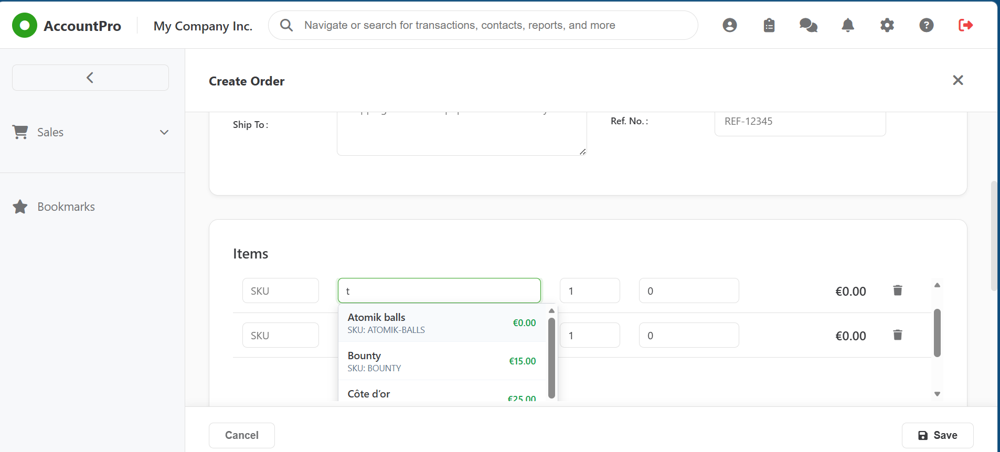 AccountPro
My Company Inc.
Navigate or search for transactions, contacts, reports, and more
Create Order
Sales
Bookmarks
Ship To :
Ref. No. :
REF-12345
Items
SKU
t
1
0
€0.00
Atomik balls
SKU: ATOMIK-BALLS
€0.00
SKU
1
0
€0.00
Bounty
SKU: BOUNTY
€15.00
Côte d’or
€25.00
Cancel
Save